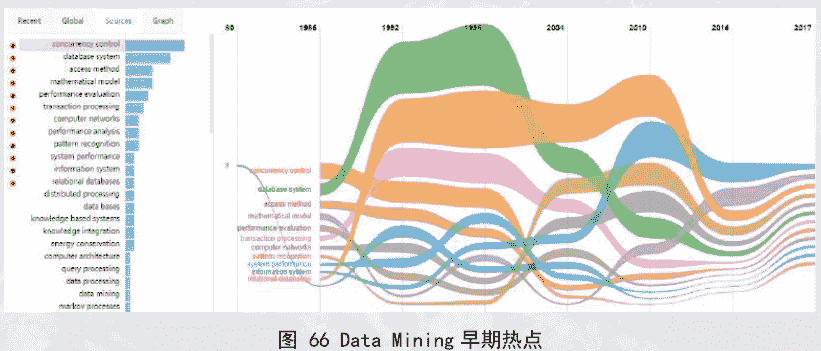 Recent Global Sources Graph
80 1986 1992 1998 2004 2010 2016 2017
concurrency control
database system
access method
mathematical model
performance evaluation
transaction processing
computer networks
performance analysis
pattern recognition
system performance
information system
relational databases
distributed processing
data bases
knowledge based systems
knowledge integration
energy conservation
computer architecture
query processing
data processing
data mining
markov processes
concurrency control
database system
access method
mathematical model
performance evaluation
transaction processing
computer networks
pattern recognition
system performance
information system
relational databases
图 66 Data Mining 早期热点